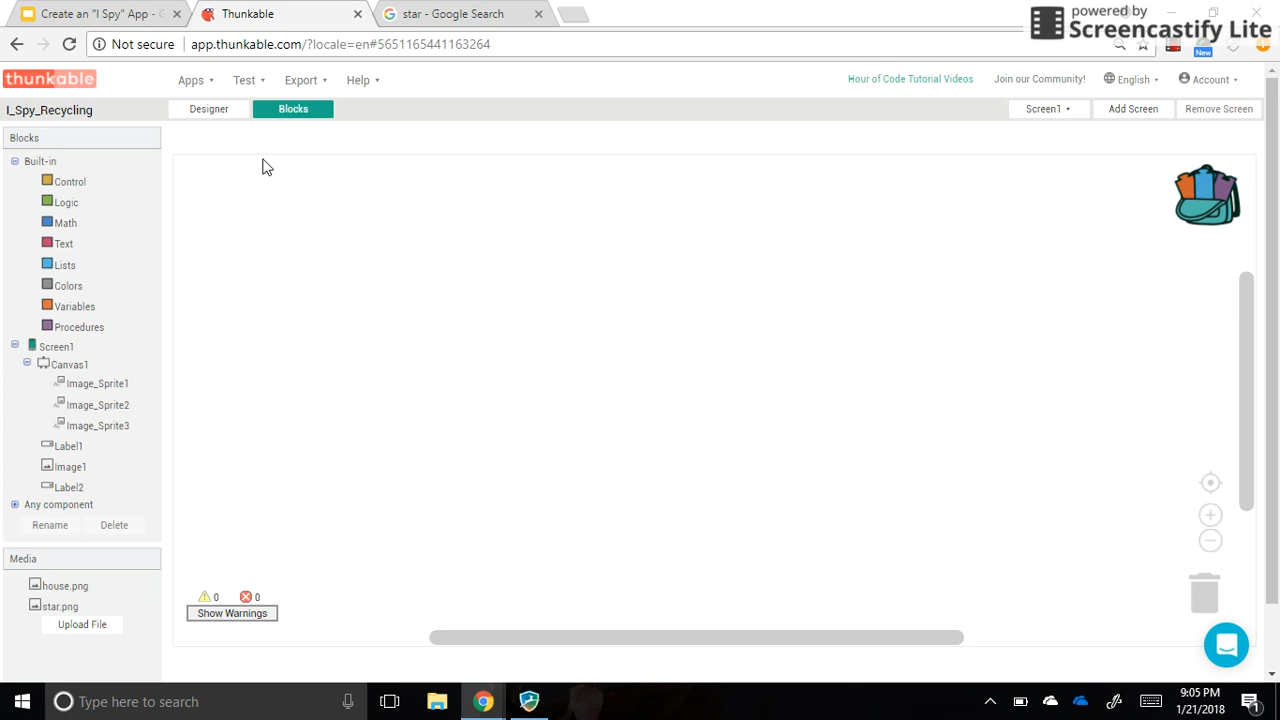 Create an "I Spy" App - G
Thunkable
star - Google Search
powered by
Screencastify Lite
Not secure
app.thunkable.com/?locale=en#5651165441163264
New
thunkable
Apps
Test
Export
Help
Hour of Code Tutorial Videos
Join our Community!
English
Account
I_Spy_Recycling
Designer
Blocks
Screen1
Add Screen
Remove Screen
Blocks
Built-in
Control
Logic
Math
Text
Lists
Colors
Variables
Procedures
Screen1
Canvas1
Image_Sprite1
Image_Sprite2
Image_Sprite3
Label1
Image1
Label2
Any component
Rename
Delete
Media
house.png
star.png
Upload File
0
0
Show Warnings
Type here to search
9:05 PM
1/21/2018
1